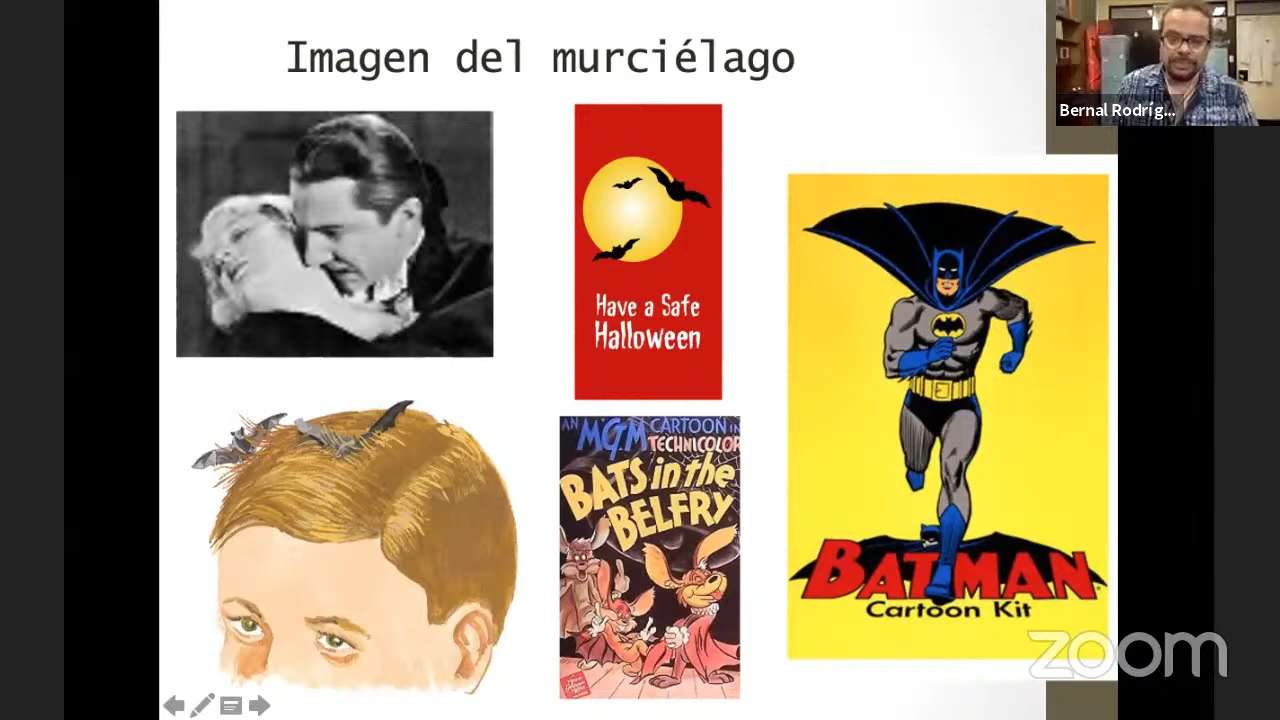 Imagen del murciélago
Bernal Rodríg...
Have a Safe
Halloween
AN MGM CARTOON IN
TECHNICOLOR
BATS in the
BELFRY
BATMAN
Cartoon Kit
zoom